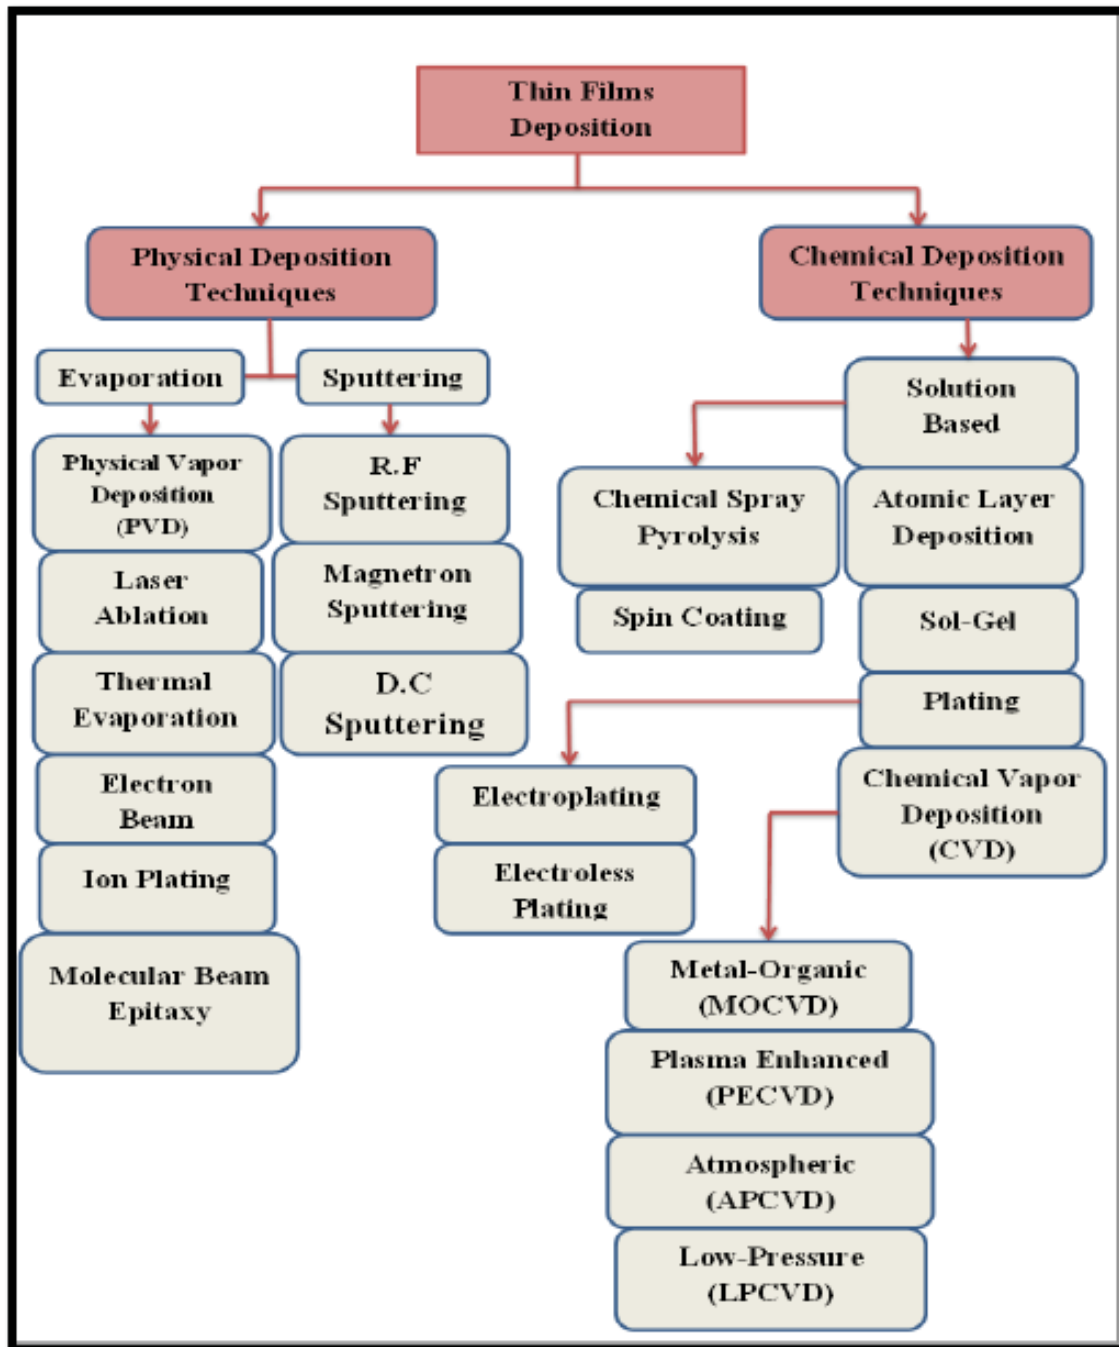 Thin Films
Deposition
Physical Deposition
Techniques
Chemical Deposition
Techniques
Evaporation
Sputtering
Physical Vapor
Deposition
(PVD)
Laser
Ablation
Thermal
Evaporation
Electron
Beam
Ion Plating
Molecular Beam
Epitaxy
R.F
Sputtering
Magnetron
Sputtering
D.C
Sputtering
Solution
Based
Chemical Spray
Pyrolysis
Spin Coating
Atomic Layer
Deposition
Sol-Gel
Plating
Electroplating
Electroless
Plating
Chemical Vapor
Deposition
(CVD)
Metal-Organic
(MOCVD)
Plasma Enhanced
(PECVD)
Atmospheric
(APCVD)
Low-Pressure
(LPCVD)